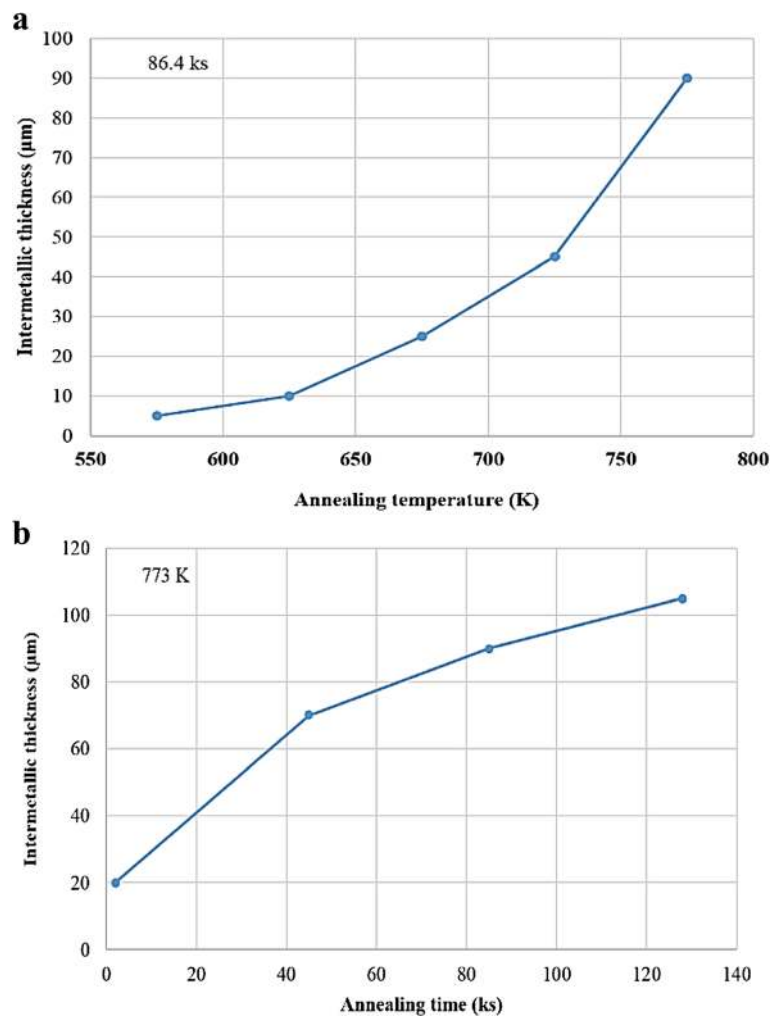 a
100
86.4 ks
90
80
70
60
50
40
30
20
10
0
550 600 650 700 750 800
Intermetallic thickness (μm)
Annealing temperature (K)
b
120
773 K
100
80
60
40
20
0
0 20 40 60 80 100 120 140
Intermetallic thickness (μm)
Annealing time (ks)